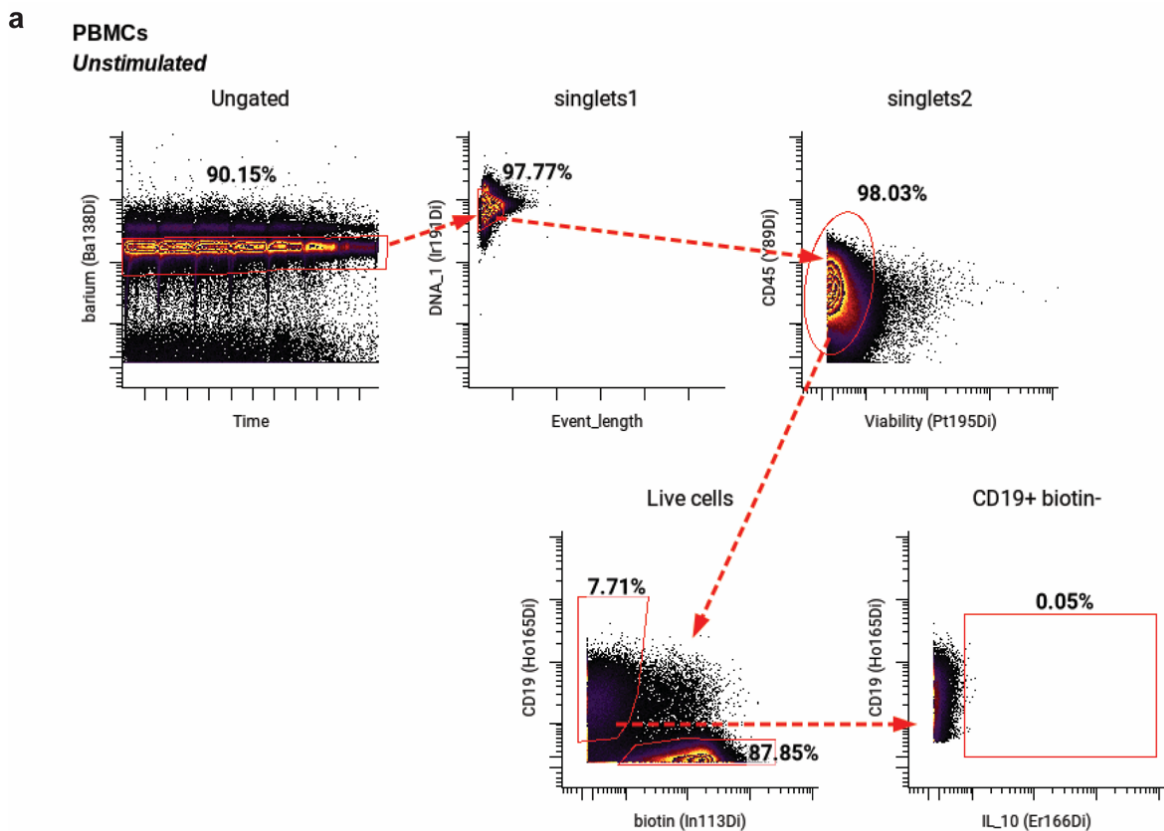 a
PBMCs
Unstimulated
Ungated
singlets1
singlets2
90.15%
97.77%
98.03%
barium (Ba138Di)
DNA_1 (Ir191Di)
CD45 (Y89Di)
Time
Event_length
Viability (Pt195Di)
Live cells
CD19+ biotin-
7.71%
0.05%
CD19 (Ho165Di)
CD19 (Ho165Di)
87.85%
biotin (In113Di)
IL_10 (Er166Di)